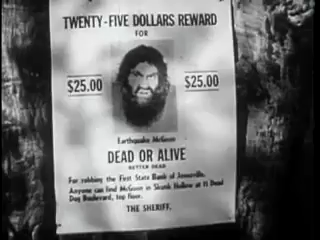 TWENTY-FIVE DOLLARS REWARD
FOR
$25.00 $25.00
Earthquake McGoon
DEAD OR ALIVE
BETTER DEAD
For robbing the First State Bank of Jonesville.
Anyone can find McGoon in Skunk Hollow at 11 Dead
Dog Boulevard, top floor.
THE SHERIFF.